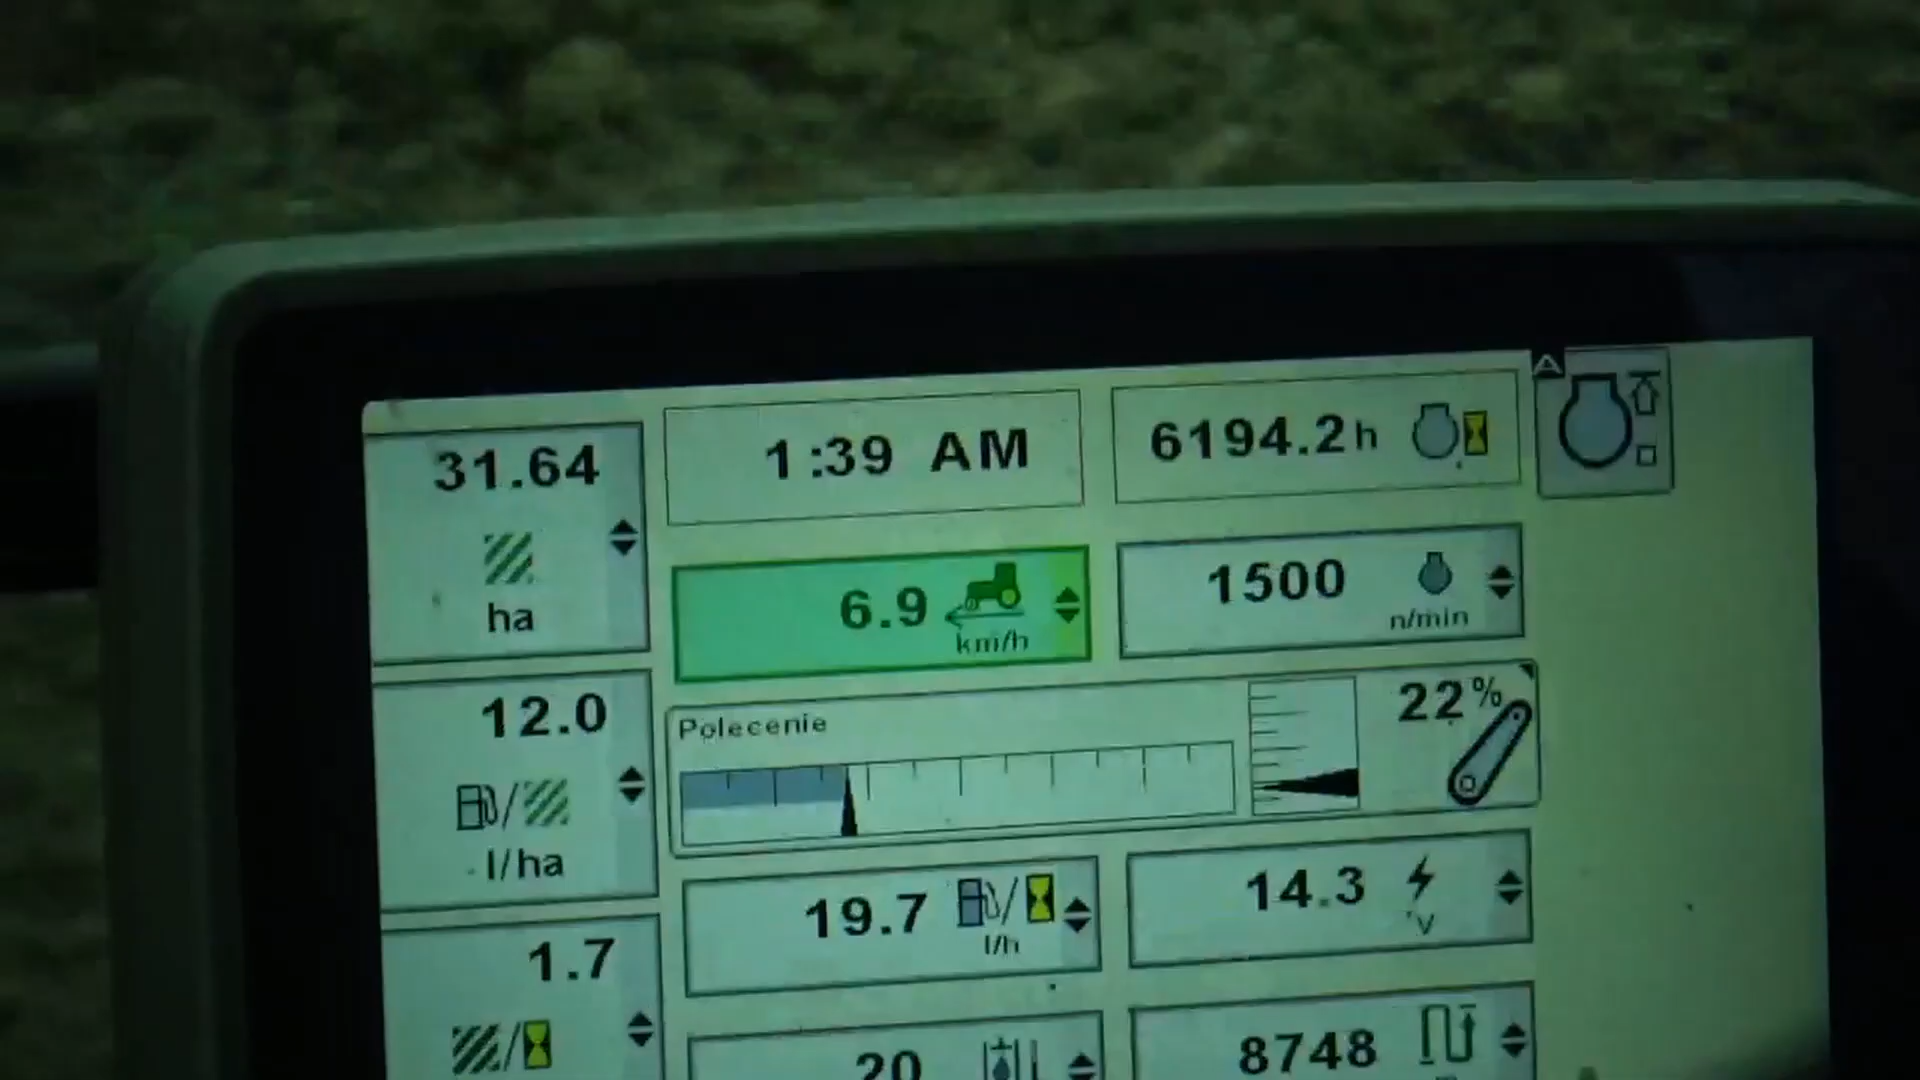 31.64
ha
1:39 AM
6194.2 h
6.9
km/h
1500
n/min
12.0
l/ha
Polecenie
22%
19.7
l/h
14.3
V
1.7
20
8748